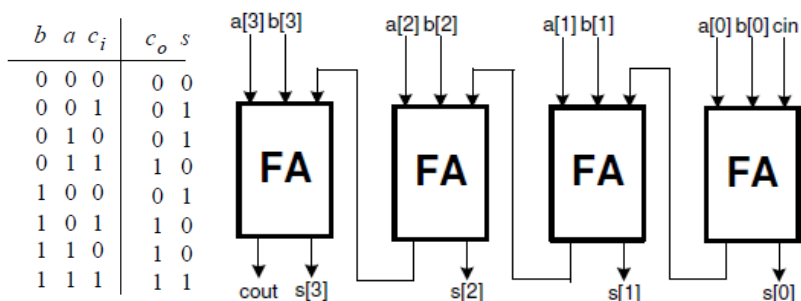 b a c_i c_o s
0 0 0 0 0
0 0 1 0 1
0 1 0 0 1
0 1 1 1 0
1 0 0 0 1
1 0 1 1 0
1 1 0 1 0
1 1 1 1 1
a[3] b[3] a[2] b[2] a[1] b[1] a[0] b[0] cin
FA FA FA FA
cout s[3] s[2] s[1] s[0]